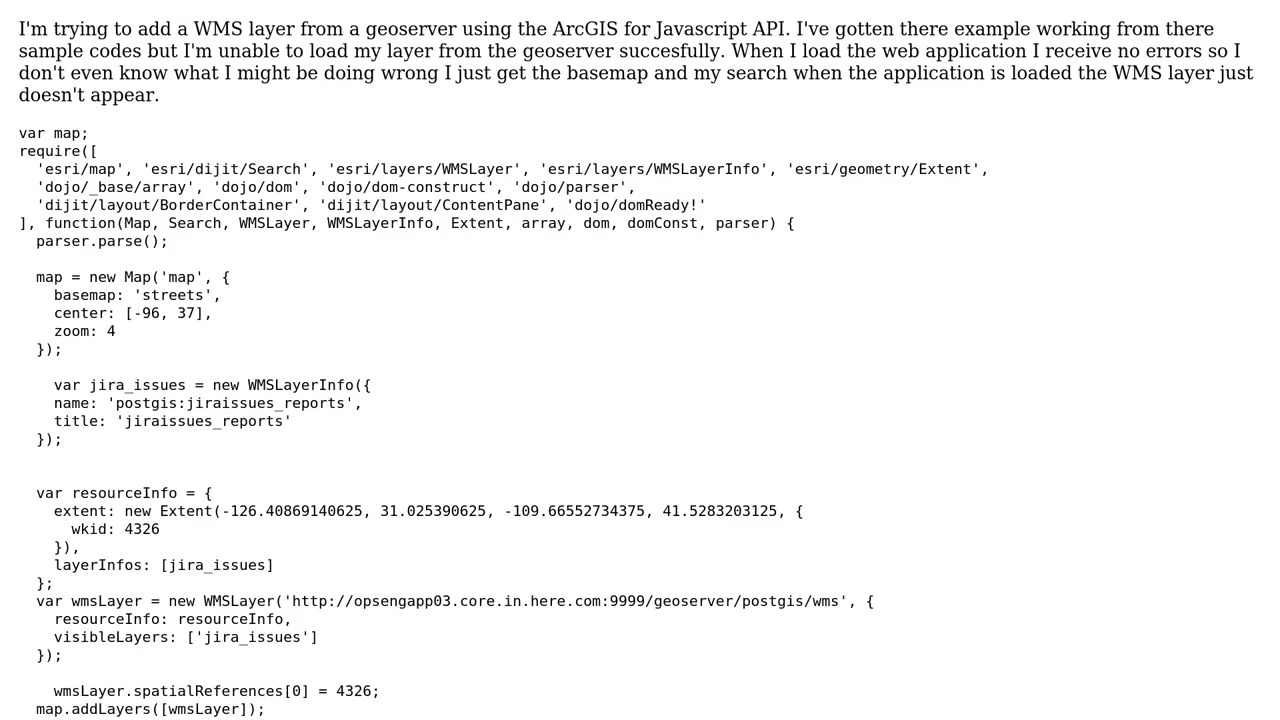 I'm trying to add a WMS layer from a geoserver using the ArcGIS for Javascript API. I've gotten there example working from there
sample codes but I'm unable to load my layer from the geoserver succesfully. When I load the web application I receive no errors so I
don't even know what I might be doing wrong I just get the basemap and my search when the application is loaded the WMS layer just
doesn't appear.

var map;
require([
  'esri/map', 'esri/dijit/Search', 'esri/layers/WMSLayer', 'esri/layers/WMSLayerInfo', 'esri/geometry/Extent',
  'dojo/_base/array', 'dojo/dom', 'dojo/dom-construct', 'dojo/parser',
  'dijit/layout/BorderContainer', 'dijit/layout/ContentPane', 'dojo/domReady!'
], function(Map, Search, WMSLayer, WMSLayerInfo, Extent, array, dom, domConst, parser) {
  parser.parse();

  map = new Map('map', {
    basemap: 'streets',
    center: [-96, 37],
    zoom: 4
  });

    var jira_issues = new WMSLayerInfo({
    name: 'postgis:jiraissues_reports',
    title: 'jiraissues_reports'
  });


  var resourceInfo = {
    extent: new Extent(-126.40869140625, 31.025390625, -109.66552734375, 41.5283203125, {
      wkid: 4326
    }),
    layerInfos: [jira_issues]
  };
  var wmsLayer = new WMSLayer('http://opsengapp03.core.in.here.com:9999/geoserver/postgis/wms', {
    resourceInfo: resourceInfo,
    visibleLayers: ['jira_issues']
  });

    wmsLayer.spatialReferences[0] = 4326;
  map.addLayers([wmsLayer]);